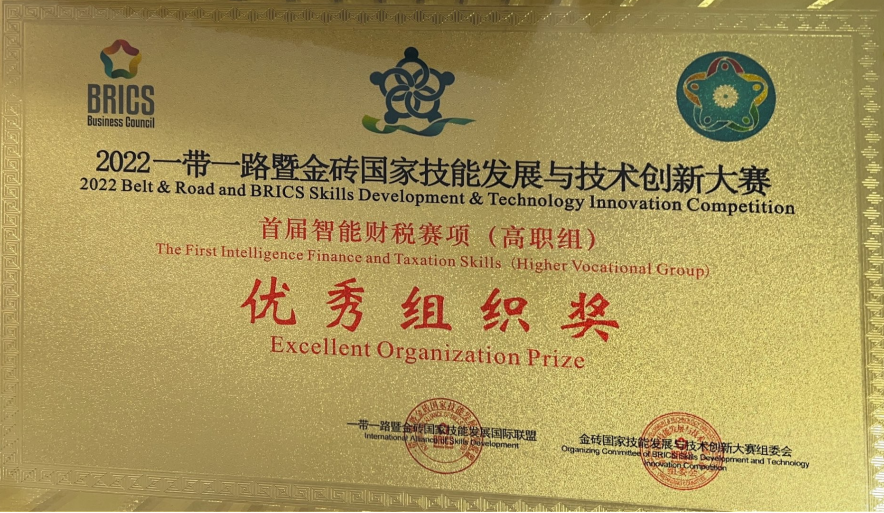 BRICS
Business Council
2022一带一路暨金砖国家技能发展与技术创新大赛
2022 Belt & Road and BRICS Skills Development & Technology Innovation Competition
首届智能财税赛项（高职组）
The First Intelligence Finance and Taxation Skills (Higher Vocational Group)
优秀组织奖
Excellent Organization Prize
一带一路暨金砖国家技能发展国际联盟
International Alliance of Skills Development
金砖国家技能发展与技术创新大赛组委会
Organizing Committee of BRICS Skills Development and Technology
Innovation Competition